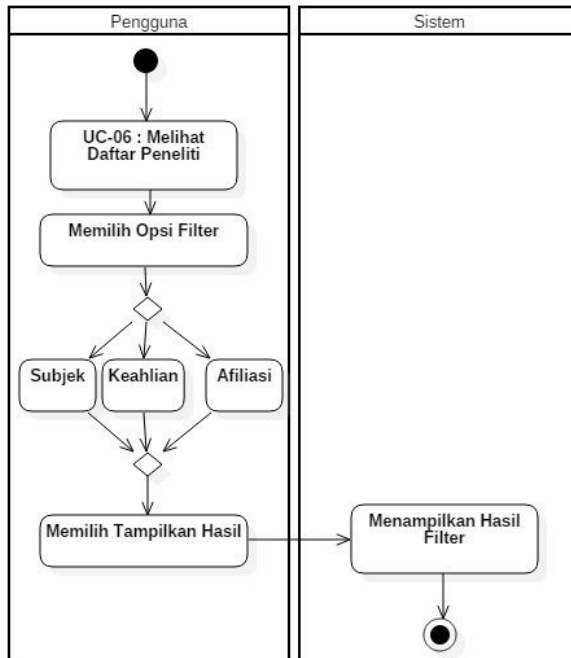 Pengguna
Sistem
UC-06 : Melihat
Daftar Peneliti
Memilih Opsi Filter
Subjek
Keahlian
Afiliasi
Memilih Tampilkan Hasil
Menampilkan Hasil
Filter